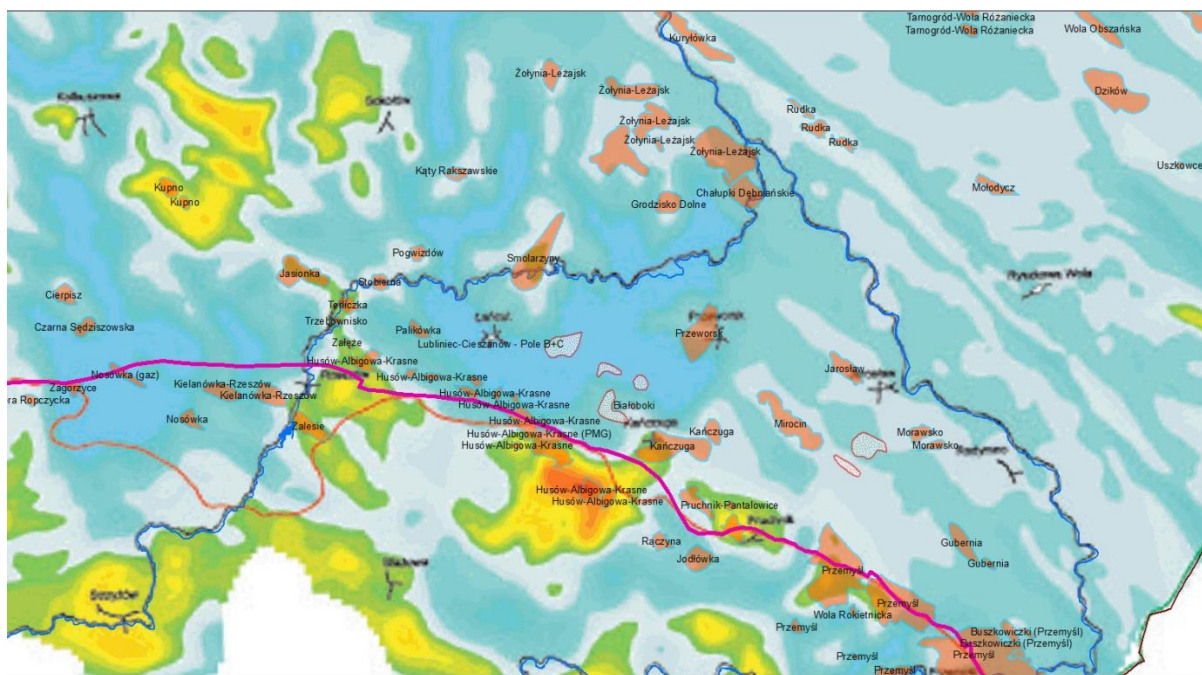 Tarnogród-Wola Różaniecka
Tarnogród-Wola Różaniecka
Wola Obszańska
Kuryłówka
Żołynia-Leżajsk
Żołynia-Leżajsk
Dzików
Rudka
Żołynia-Leżajsk
Rudka
Żołynia-Leżajsk
Rudka
Żołynia-Leżajsk
Uszkowce
Kąty Rakszawskie
Kupno
Kupno
Mołodycz
Chałupki Dębniańskie
Grodzisko Dolne
Pogwizdów
Smolarzyny
Jasionka
Stobierna
Cierpisz
Terliczka
Trzebownisko
Czarna Sędziszowska
Palikówka
Przeworsk
Załęże
Lubliniec-Cieszanów - Pole B+C
Husów-Albigowa-Krasne
Jarosław
Nosówka (gaz)
Husów-Albigowa-Krasne
Zagorzyce
Kielanówka-Rzeszów
Kielanówka-Rzeszów
Husów-Albigowa-Krasne
era Ropczycka
Husów-Albigowa-Krasne
Białoboki
Nosówka
Zalesie
Husów-Albigowa-Krasne
Mirocin
Kańczuga
Morawsko
Husów-Albigowa-Krasne (PMG)
Husów-Albigowa-Krasne
Kańczuga
Morawsko
Husów-Albigowa-Krasne
Husów-Albigowa-Krasne
Pruchnik-Pantalowice
Rączyna
Jodłówka
Gubernia
Gubernia
Przemyśl
Przemyśl
Wola Rokietnicka
Przemyśl
Buszkowiczki (Przemyśl)
Buszkowiczki (Przemyśl)
Przemyśl
Przemyśl
Przemyśl